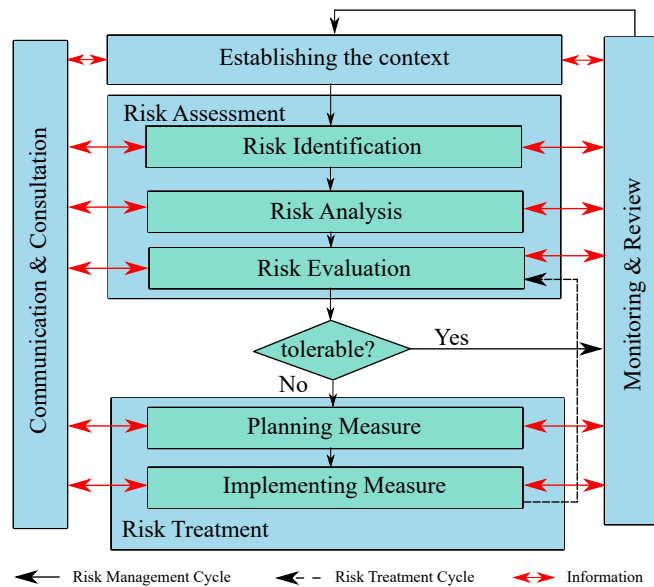 Establishing the context
Communication & Consultation
Risk Assessment
Risk Identification
Risk Analysis
Risk Evaluation
Monitoring & Review
tolerable?
Yes
No
Planning Measure
Implementing Measure
Risk Treatment
Risk Management Cycle
Risk Treatment Cycle
Information